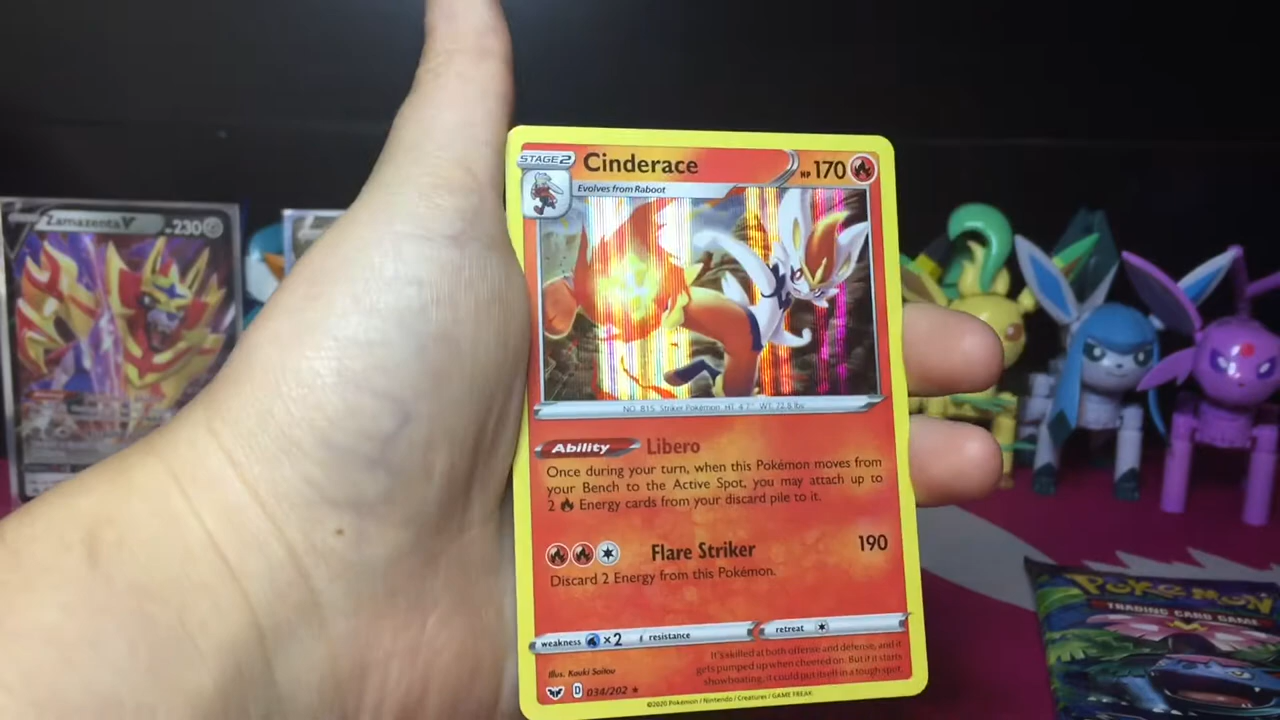 Zamazenta V
230
STAGE 2
Cinderace
HP 170
Evolves from Raboot
NO. 815 Striker Pokémon HT: 4'7" WT: 72.8 lbs
Ability Libero
Once during your turn, when this Pokémon moves from
your Bench to the Active Spot, you may attach up to
2 Energy cards from your discard pile to it.
Flare Striker 190
Discard 2 Energy from this Pokémon.
weakness ×2 resistance retreat
It's skilled at both offense and defense, and it
gets pumped up when cheered on. But if it starts
showboating, it could put itself in a tough spot.
Illus. Kouki Saitou
D 034/202 ★
©2020 Pokémon / Nintendo / Creatures / GAME FREAK
POKÉMON
TRADING CARD GAME
V